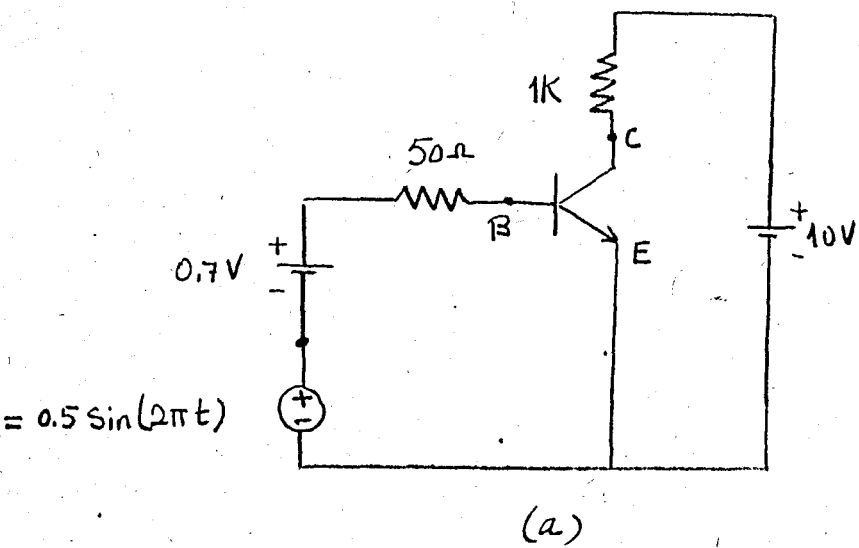 1K
C
50Ω
B
E
+
0.7V
-
+
10V
-
= 0.5 Sin(2πt)
+
-
(a)